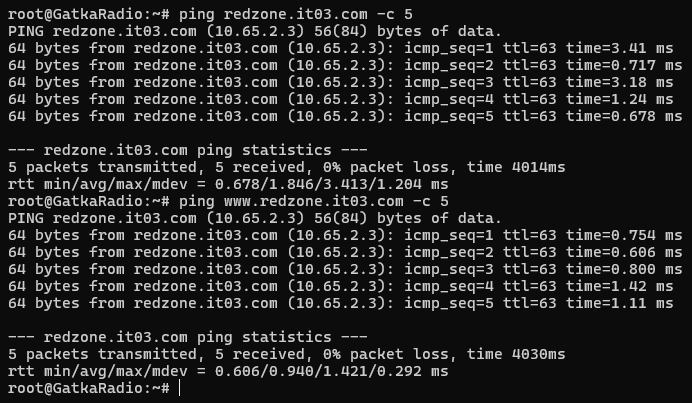 root@GatkaRadio:~# ping redzone.it03.com -c 5
PING redzone.it03.com (10.65.2.3) 56(84) bytes of data.
64 bytes from redzone.it03.com (10.65.2.3): icmp_seq=1 ttl=63 time=3.41 ms
64 bytes from redzone.it03.com (10.65.2.3): icmp_seq=2 ttl=63 time=0.717 ms
64 bytes from redzone.it03.com (10.65.2.3): icmp_seq=3 ttl=63 time=3.18 ms
64 bytes from redzone.it03.com (10.65.2.3): icmp_seq=4 ttl=63 time=1.24 ms
64 bytes from redzone.it03.com (10.65.2.3): icmp_seq=5 ttl=63 time=0.678 ms
--- redzone.it03.com ping statistics ---
5 packets transmitted, 5 received, 0% packet loss, time 4014ms
rtt min/avg/max/mdev = 0.678/1.846/3.413/1.204 ms
root@GatkaRadio:~# ping www.redzone.it03.com -c 5
PING redzone.it03.com (10.65.2.3) 56(84) bytes of data.
64 bytes from redzone.it03.com (10.65.2.3): icmp_seq=1 ttl=63 time=0.754 ms
64 bytes from redzone.it03.com (10.65.2.3): icmp_seq=2 ttl=63 time=0.606 ms
64 bytes from redzone.it03.com (10.65.2.3): icmp_seq=3 ttl=63 time=0.800 ms
64 bytes from redzone.it03.com (10.65.2.3): icmp_seq=4 ttl=63 time=1.42 ms
64 bytes from redzone.it03.com (10.65.2.3): icmp_seq=5 ttl=63 time=1.11 ms
--- redzone.it03.com ping statistics ---
5 packets transmitted, 5 received, 0% packet loss, time 4030ms
rtt min/avg/max/mdev = 0.606/0.940/1.421/0.292 ms
root@GatkaRadio:~#